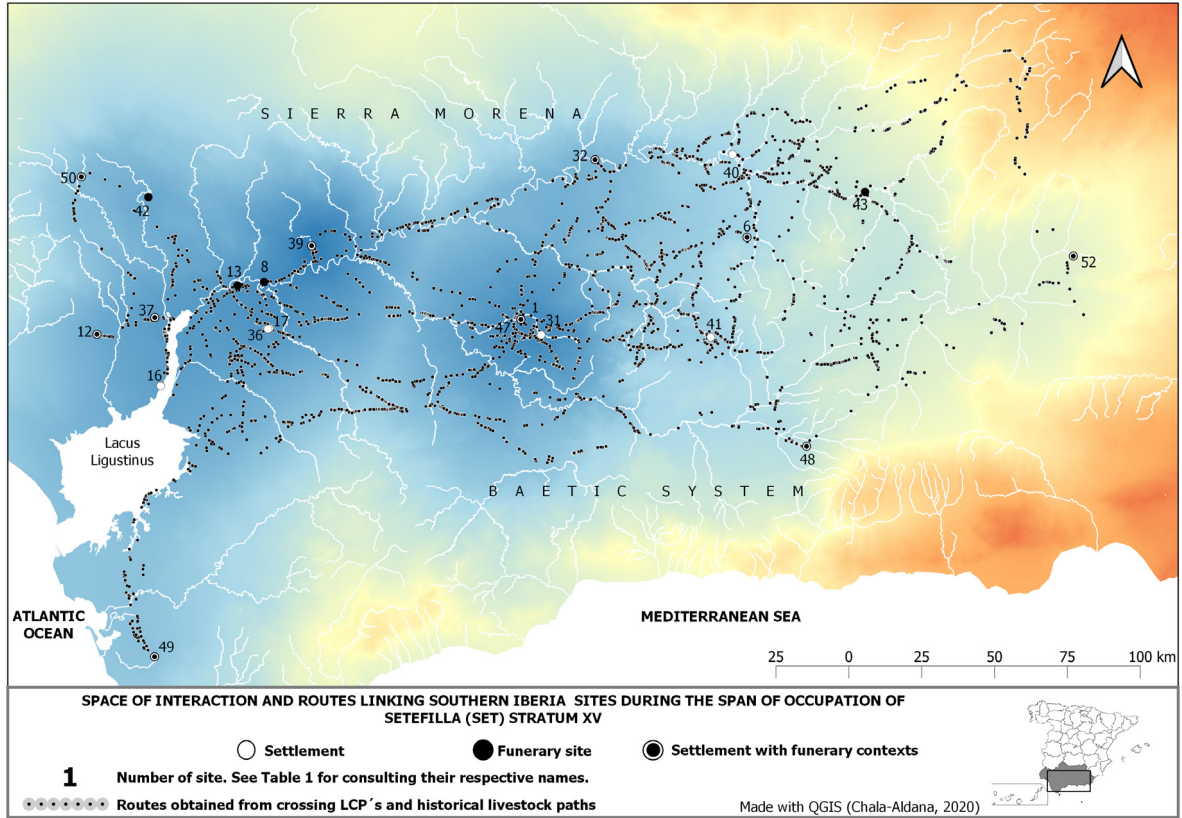 SIERRA MORENA
32
40
50
42
43
6
39
52
13
8
37
1
12
17
36
47
31
41
16
Lacus
Ligustinus
48
BAETIC SYSTEM
ATLANTIC
OCEAN
MEDITERRANEAN SEA
49
25 0 25 50 75 100 km
SPACE OF INTERACTION AND ROUTES LINKING SOUTHERN IBERIA SITES DURING THE SPAN OF OCCUPATION OF
SETEFILLA (SET) STRATUM XV
Settlement
Funerary site
Settlement with funerary contexts
1 Number of site. See Table 1 for consulting their respective names.
Routes obtained from crossing LCP´s and historical livestock paths
Made with QGIS (Chala-Aldana, 2020)